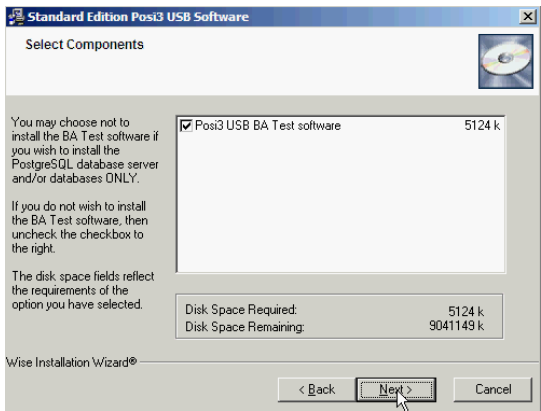 Standard Edition Posi3 USB Software
Select Components
You may choose not to
install the BA Test software if
you wish to install the
PostgreSQL database server
and/or databases ONLY.
If you do not wish to install
the BA Test software, then
uncheck the checkbox to
the right.
The disk space fields reflect
the requirements of the
option you have selected.
Posi3 USB BA Test software 5124 k
Disk Space Required: 5124 k
Disk Space Remaining: 9041149 k
Wise Installation Wizard®
< Back Next > Cancel